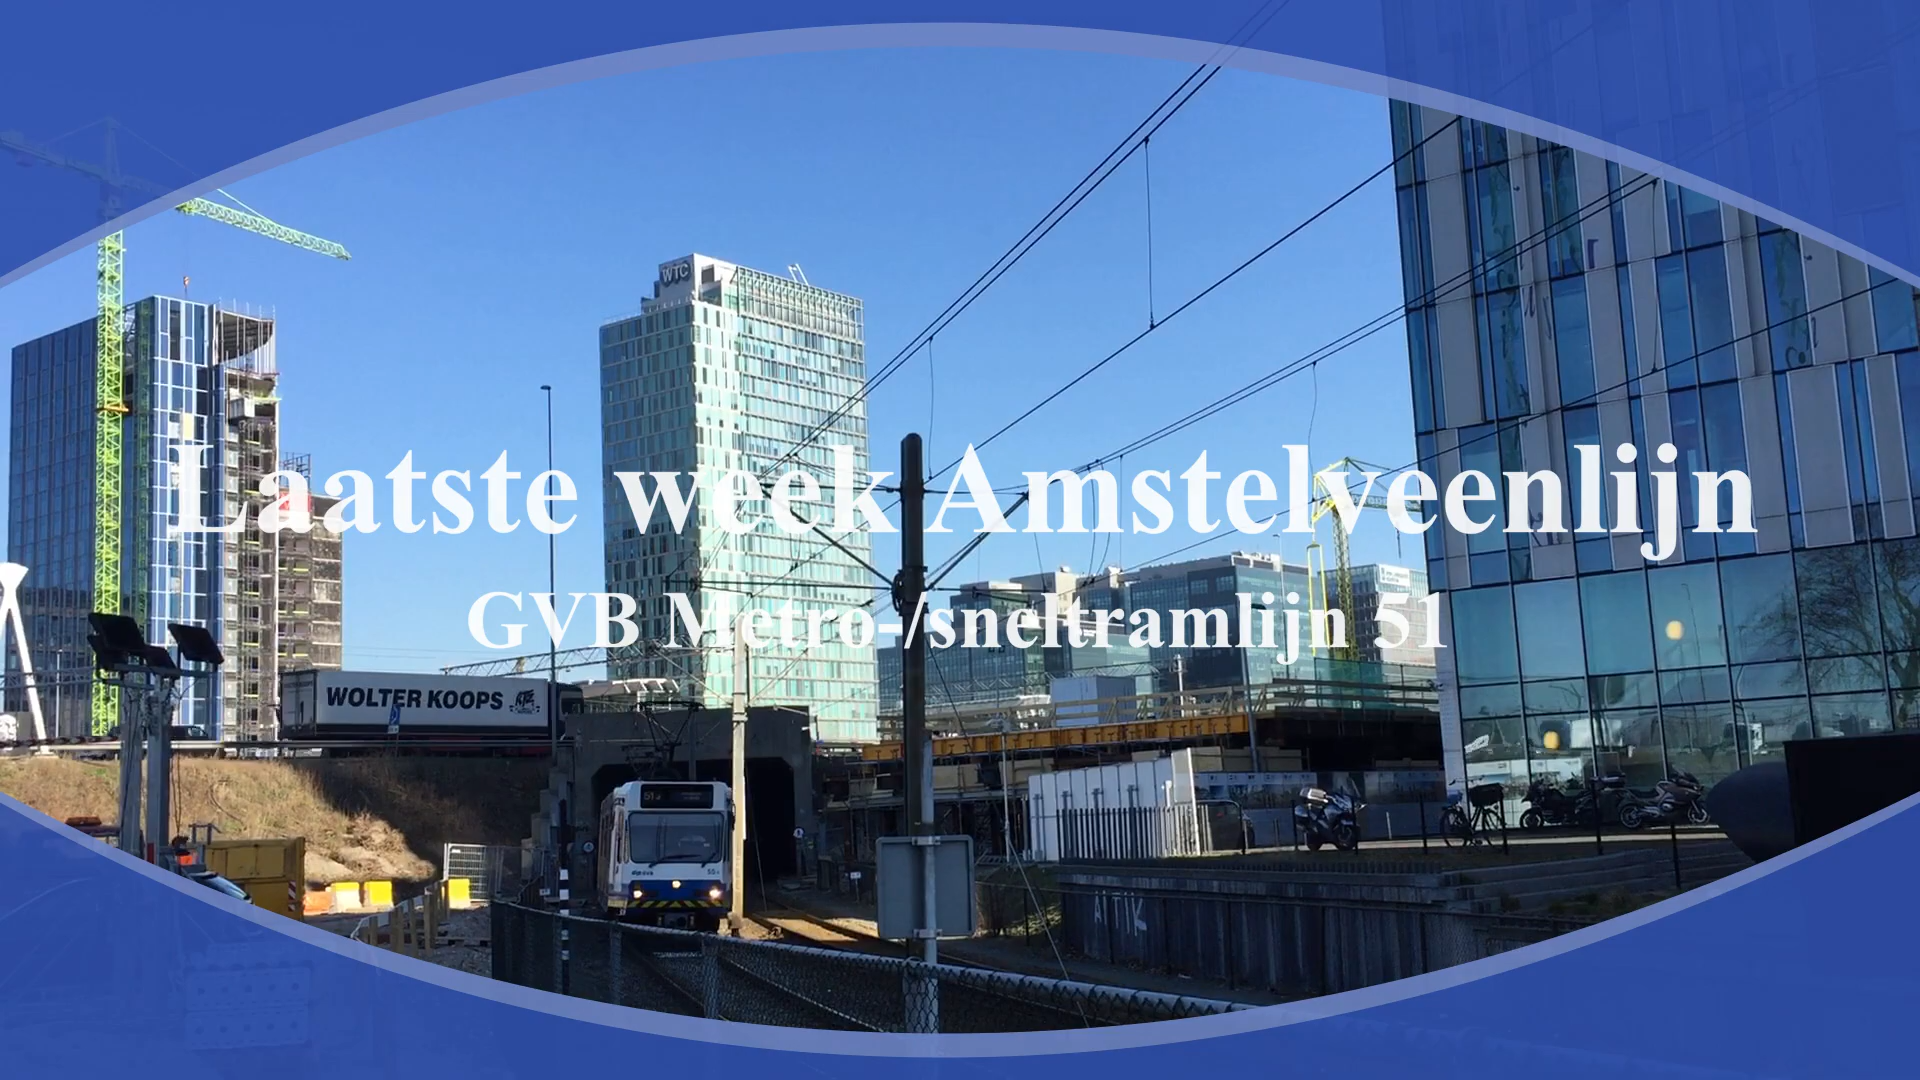 WTC
Laatste week Amstelveenlijn
GVB Metro-/sneltramlijn 51
WOLTER KOOPS
51